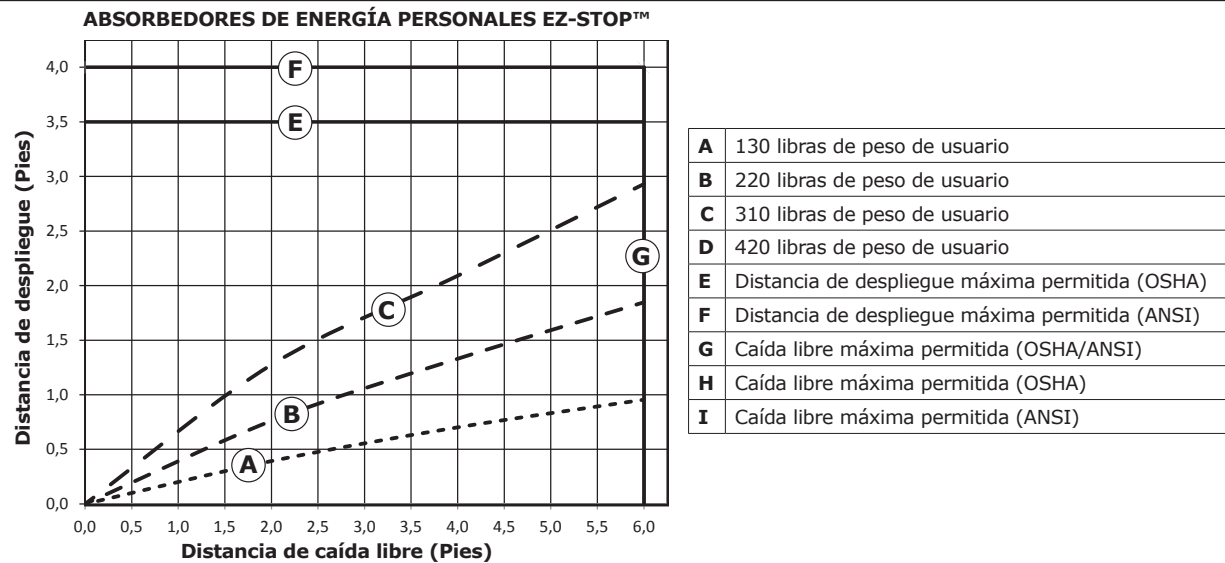 ABSORBEDORES DE ENERGÍA PERSONALES EZ-STOP™
Distancia de despliegue (Pies)
4,0
3,5
3,0
2,5
2,0
1,5
1,0
0,5
0,0
F
E
G
C
B
A
0,0 0,5 1,0 1,5 2,0 2,5 3,0 3,5 4,0 4,5 5,0 5,5 6,0
Distancia de caída libre (Pies)
A 130 libras de peso de usuario
B 220 libras de peso de usuario
C 310 libras de peso de usuario
D 420 libras de peso de usuario
E Distancia de despliegue máxima permitida (OSHA)
F Distancia de despliegue máxima permitida (ANSI)
G Caída libre máxima permitida (OSHA/ANSI)
H Caída libre máxima permitida (OSHA)
I Caída libre máxima permitida (ANSI)